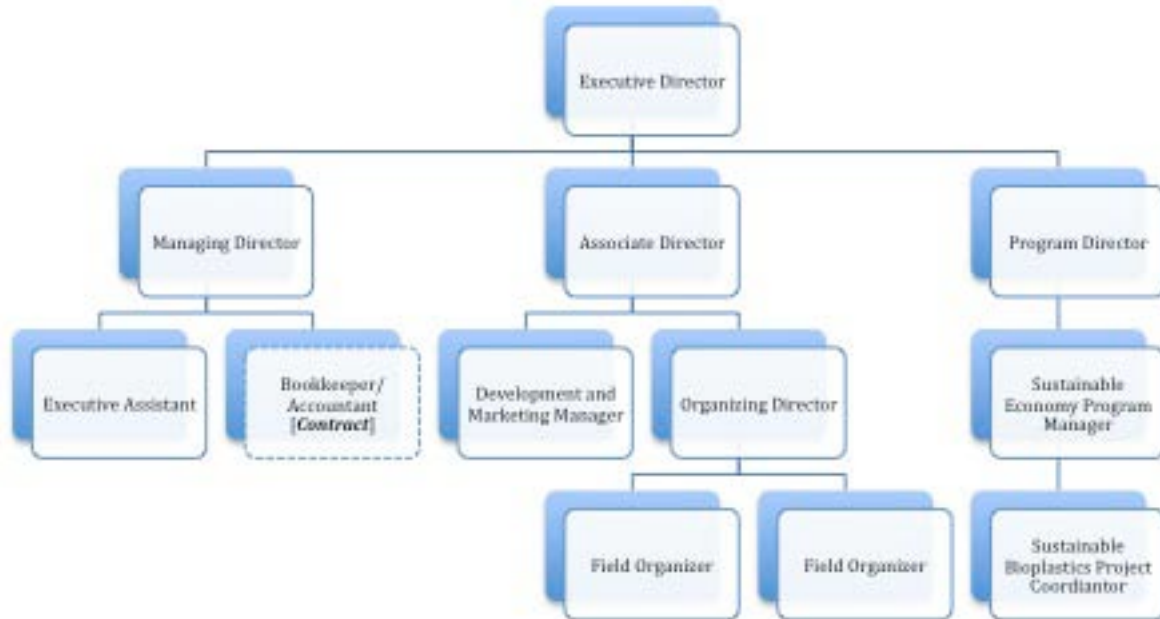 Executive Director
Managing Director
Associate Director
Program Director
Executive Assistant
Bookkeeper/
Accountant
[Contract]
Development and
Marketing Manager
Organizing Director
Sustainable
Economy Program
Manager
Field Organizer
Field Organizer
Sustainable
Bioplastics Project
Coordiantor